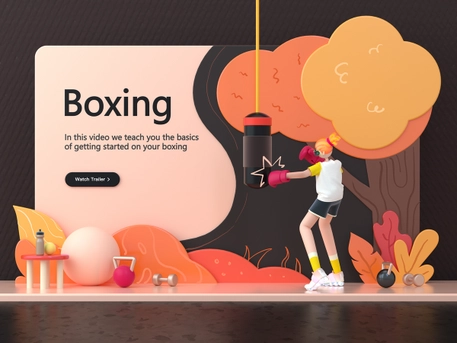 Boxing
In this video we teach you the basics
of getting started on your boxing
Watch Trailer >